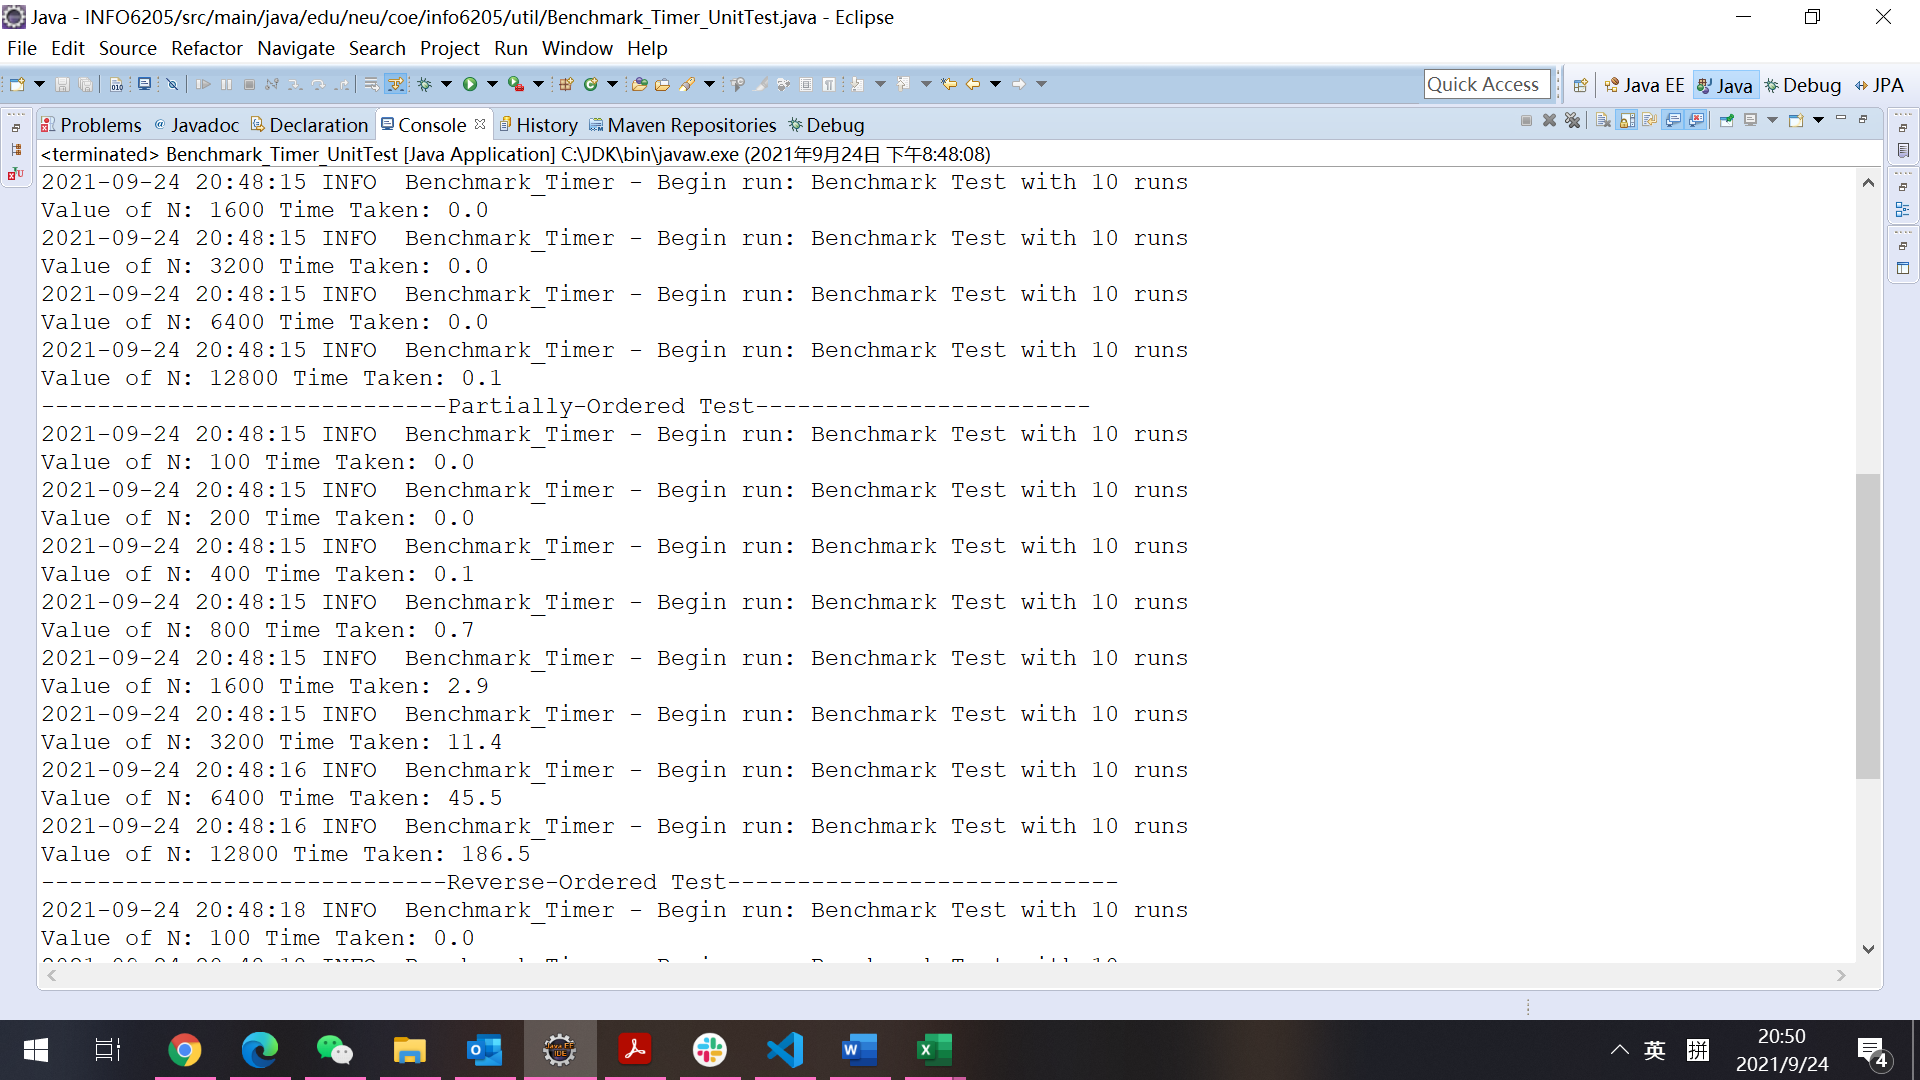 Java - INFO6205/src/main/java/edu/neu/coe/info6205/util/Benchmark_Timer_UnitTest.java - Eclipse
File Edit Source Refactor Navigate Search Project Run Window Help
Quick Access Java EE Java Debug JPA
Problems Javadoc Declaration Console History Maven Repositories Debug
<terminated> Benchmark_Timer_UnitTest [Java Application] C:\JDK\bin\javaw.exe (2021年9月24日 下午8:48:08)
2021-09-24 20:48:15 INFO  Benchmark_Timer - Begin run: Benchmark Test with 10 runs
Value of N: 1600 Time Taken: 0.0
2021-09-24 20:48:15 INFO  Benchmark_Timer - Begin run: Benchmark Test with 10 runs
Value of N: 3200 Time Taken: 0.0
2021-09-24 20:48:15 INFO  Benchmark_Timer - Begin run: Benchmark Test with 10 runs
Value of N: 6400 Time Taken: 0.0
2021-09-24 20:48:15 INFO  Benchmark_Timer - Begin run: Benchmark Test with 10 runs
Value of N: 12800 Time Taken: 0.1
-----------------------------Partially-Ordered Test------------------------
2021-09-24 20:48:15 INFO  Benchmark_Timer - Begin run: Benchmark Test with 10 runs
Value of N: 100 Time Taken: 0.0
2021-09-24 20:48:15 INFO  Benchmark_Timer - Begin run: Benchmark Test with 10 runs
Value of N: 200 Time Taken: 0.0
2021-09-24 20:48:15 INFO  Benchmark_Timer - Begin run: Benchmark Test with 10 runs
Value of N: 400 Time Taken: 0.1
2021-09-24 20:48:15 INFO  Benchmark_Timer - Begin run: Benchmark Test with 10 runs
Value of N: 800 Time Taken: 0.7
2021-09-24 20:48:15 INFO  Benchmark_Timer - Begin run: Benchmark Test with 10 runs
Value of N: 1600 Time Taken: 2.9
2021-09-24 20:48:15 INFO  Benchmark_Timer - Begin run: Benchmark Test with 10 runs
Value of N: 3200 Time Taken: 11.4
2021-09-24 20:48:16 INFO  Benchmark_Timer - Begin run: Benchmark Test with 10 runs
Value of N: 6400 Time Taken: 45.5
2021-09-24 20:48:16 INFO  Benchmark_Timer - Begin run: Benchmark Test with 10 runs
Value of N: 12800 Time Taken: 186.5
-----------------------------Reverse-Ordered Test----------------------------
2021-09-24 20:48:18 INFO  Benchmark_Timer - Begin run: Benchmark Test with 10 runs
Value of N: 100 Time Taken: 0.0
英 拼 20:50
2021/9/24 4